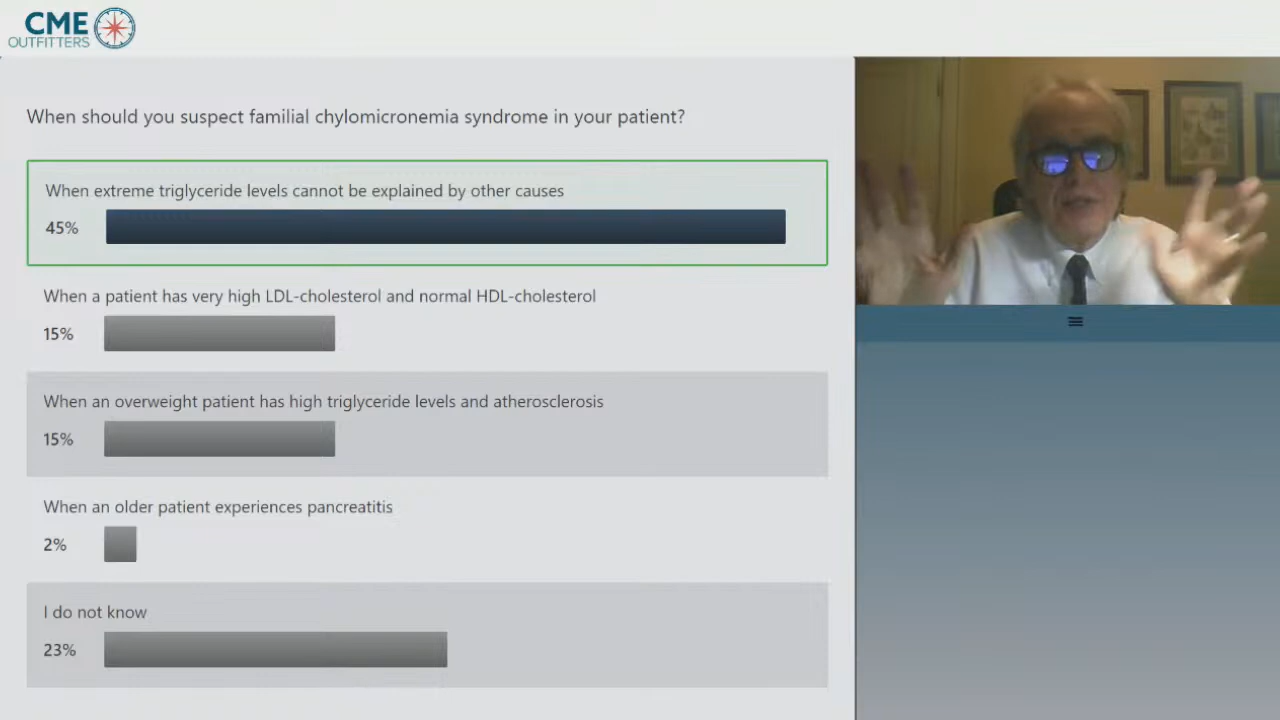 CME
OUTFITTERS
When should you suspect familial chylomicronemia syndrome in your patient?
When extreme triglyceride levels cannot be explained by other causes
45%
When a patient has very high LDL-cholesterol and normal HDL-cholesterol
15%
When an overweight patient has high triglyceride levels and atherosclerosis
15%
When an older patient experiences pancreatitis
2%
I do not know
23%